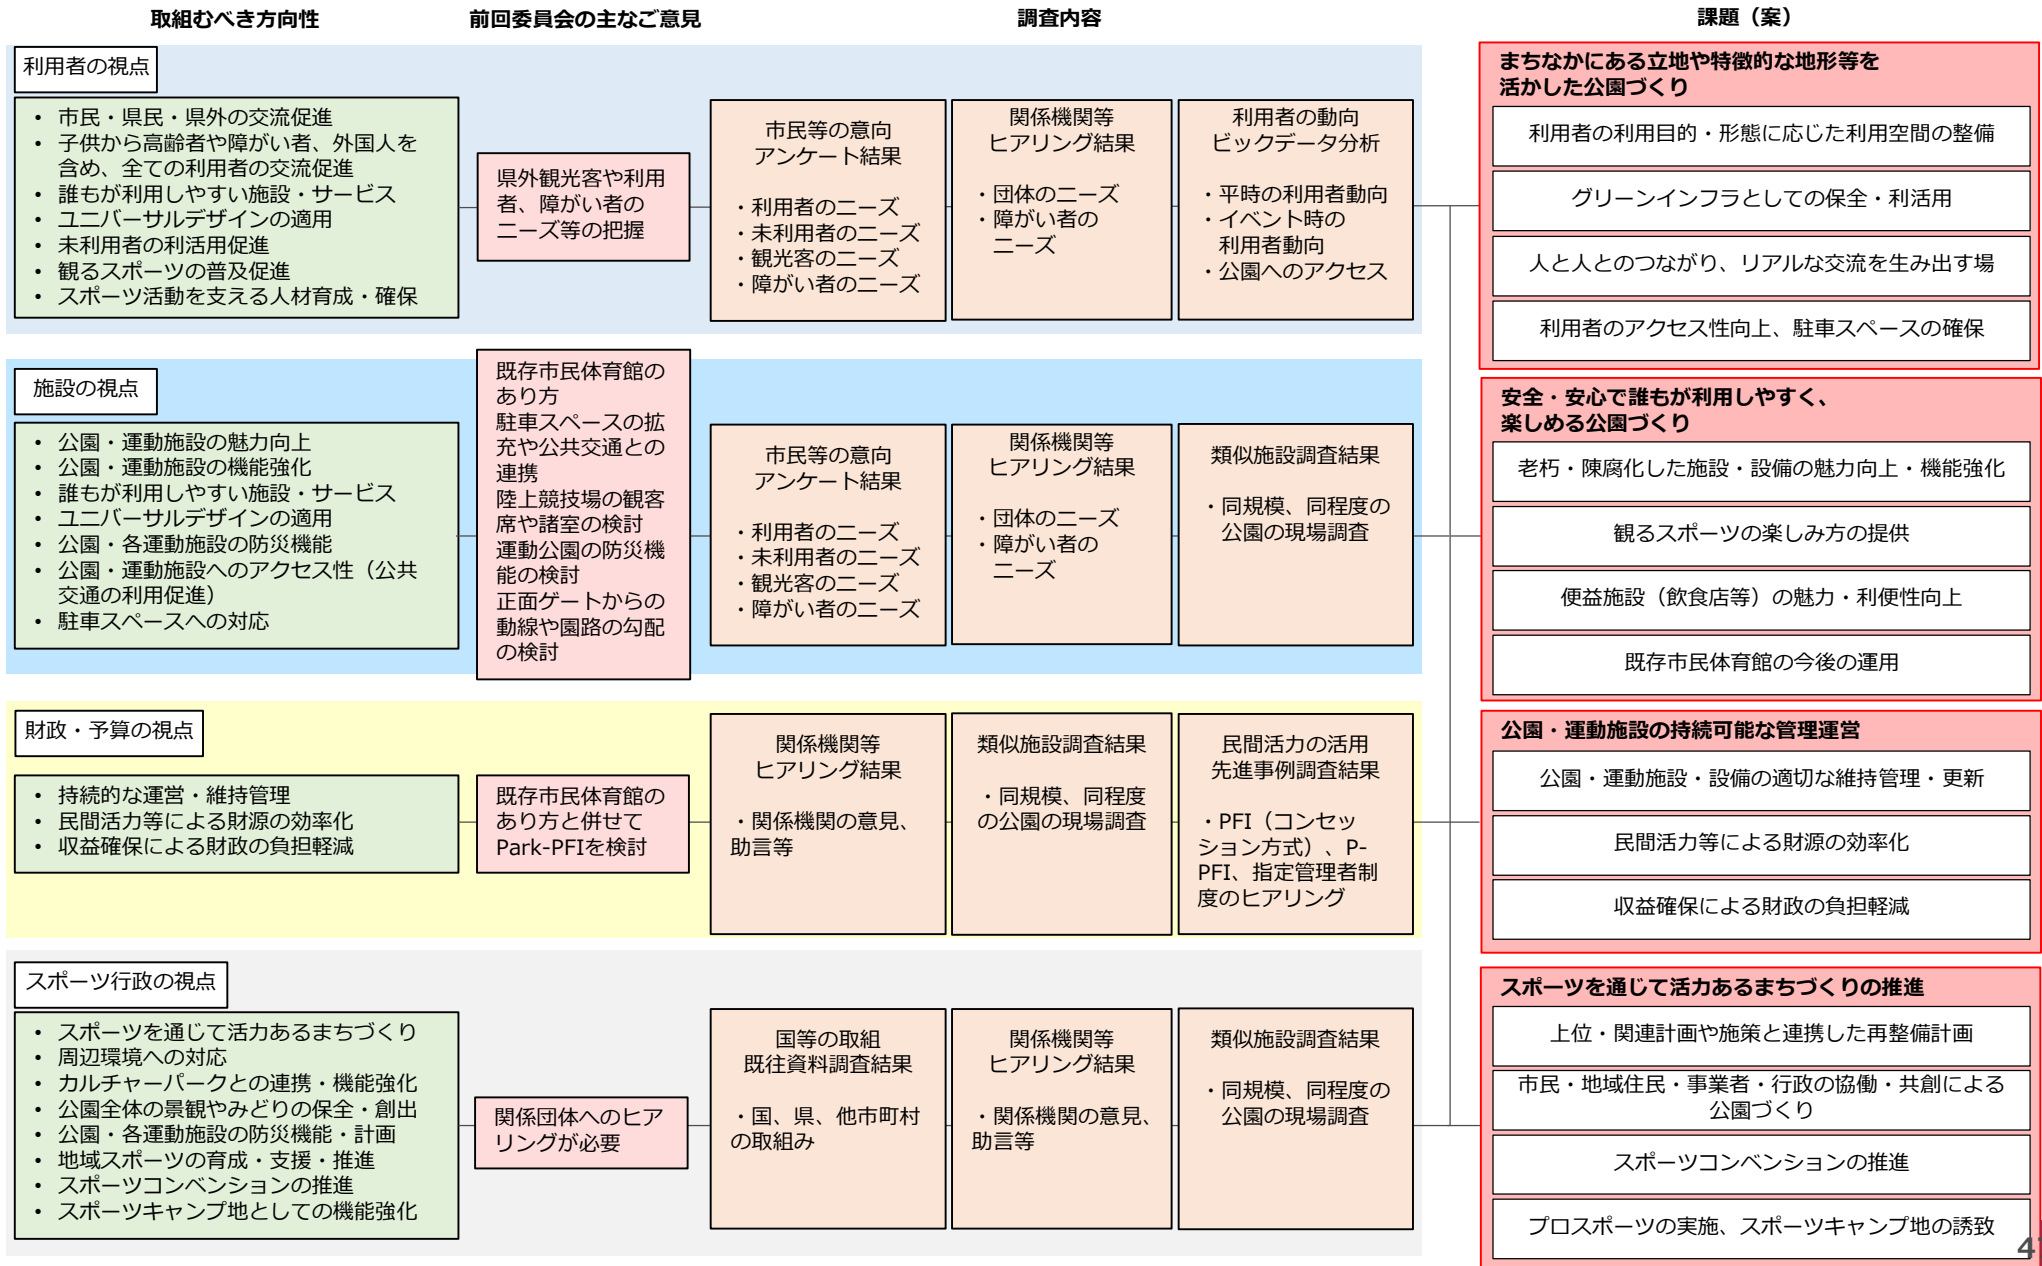 取組むべき方向性
前回委員会の主なご意見
調査内容
課題（案）
利用者の視点
• 市民・県民・県外の交流促進
• 子供から高齢者や障がい者、外国人を
含め、全ての利用者の交流促進
• 誰もが利用しやすい施設・サービス
• ユニバーサルデザインの適用
• 未利用者の利活用促進
• 観るスポーツの普及促進
• スポーツ活動を支える人材育成・確保
県外観光客や利用
者、障がい者の
ニーズ等の把握
市民等の意向
アンケート結果
・利用者のニーズ
・未利用者のニーズ
・観光客のニーズ
・障がい者のニーズ
関係機関等
ヒアリング結果
・団体のニーズ
・障がい者の
ニーズ
利用者の動向
ビックデータ分析
・平時の利用者動向
・イベント時の
利用者動向
・公園へのアクセス
まちなかにある立地や特徴的な地形等を
活かした公園づくり
利用者の利用目的・形態に応じた利用空間の整備
グリーンインフラとしての保全・利活用
人と人とのつながり、リアルな交流を生み出す場
利用者のアクセス性向上、駐車スペースの確保
施設の視点
• 公園・運動施設の魅力向上
• 公園・運動施設の機能強化
• 誰もが利用しやすい施設・サービス
• ユニバーサルデザインの適用
• 公園・各運動施設の防災機能
• 公園・運動施設へのアクセス性（公共
交通の利用促進）
• 駐車スペースへの対応
既存市民体育館の
あり方
駐車スペースの拡
充や公共交通との
連携
陸上競技場の観客
席や諸室の検討
運動公園の防災機
能の検討
正面ゲートからの
動線や園路の勾配
の検討
市民等の意向
アンケート結果
・利用者のニーズ
・未利用者のニーズ
・観光客のニーズ
・障がい者のニーズ
関係機関等
ヒアリング結果
・団体のニーズ
・障がい者の
ニーズ
類似施設調査結果
・同規模、同程度の
公園の現場調査
安全・安心で誰もが利用しやすく、
楽しめる公園づくり
老朽・陳腐化した施設・設備の魅力向上・機能強化
観るスポーツの楽しみ方の提供
便益施設（飲食店等）の魅力・利便性向上
既存市民体育館の今後の運用
財政・予算の視点
• 持続的な運営・維持管理
• 民間活力等による財源の効率化
• 収益確保による財政の負担軽減
既存市民体育館の
あり方と併せて
Park-PFIを検討
関係機関等
ヒアリング結果
・関係機関の意見、
助言等
類似施設調査結果
・同規模、同程度
の公園の現場調査
民間活力の活用
先進事例調査結果
・PFI（コンセッ
ション方式）、P-
PFI、指定管理者制
度のヒアリング
公園・運動施設の持続可能な管理運営
公園・運動施設・設備の適切な維持管理・更新
民間活力等による財源の効率化
収益確保による財政の負担軽減
スポーツ行政の視点
• スポーツを通じて活力あるまちづくり
• 周辺環境への対応
• カルチャーパークとの連携・機能強化
• 公園全体の景観やみどりの保全・創出
• 公園・各運動施設の防災機能・計画
• 地域スポーツの育成・支援・推進
• スポーツコンベンションの推進
• スポーツキャンプ地としての機能強化
関係団体へのヒア
リングが必要
国等の取組
既往資料調査結果
・国、県、他市町村
の取組み
関係機関等
ヒアリング結果
・関係機関の意見、
助言等
類似施設調査結果
・同規模、同程度の
公園の現場調査
スポーツを通じて活力あるまちづくりの推進
上位・関連計画や施策と連携した再整備計画
市民・地域住民・事業者・行政の協働・共創による
公園づくり
スポーツコンベンションの推進
プロスポーツの実施、スポーツキャンプ地の誘致